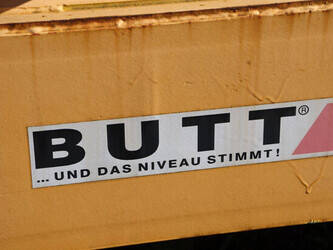 BUTT®
... UND DAS NIVEAU STIMMT!